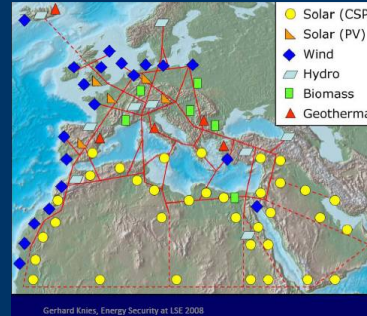 Solar (CSP
Solar (PV)
Wind
Hydro
Biomass
Geotherma
Gerhard Knies, Energy Security at LSE 2008